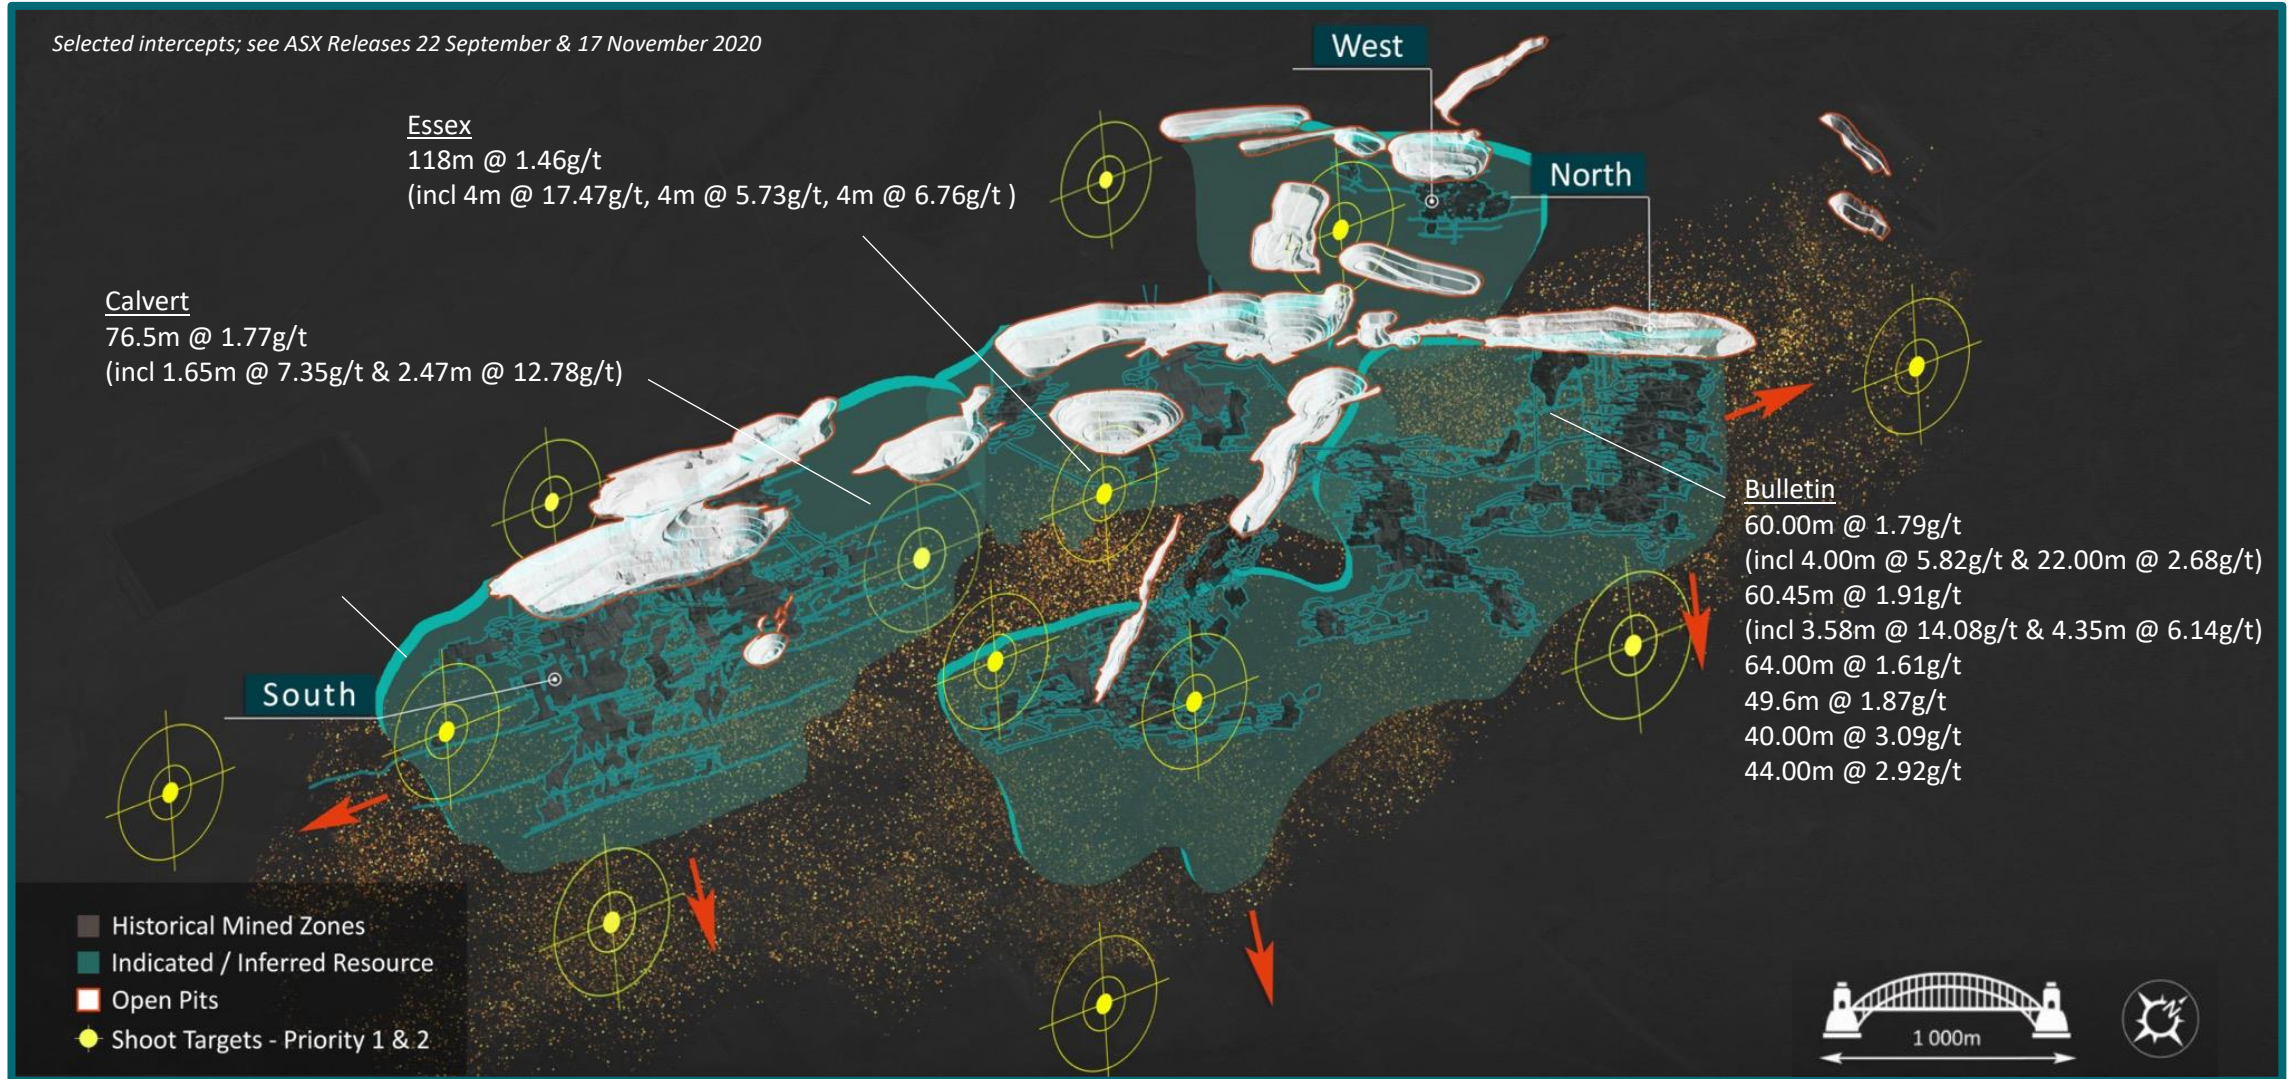 Selected intercepts; see ASX Releases 22 September & 17 November 2020
West
Essex
118m @ 1.46g/t
(incl 4m @ 17.47g/t, 4m @ 5.73g/t, 4m @ 6.76g/t )
North
Calvert
76.5m @ 1.77g/t
(incl 1.65m @ 7.35g/t & 2.47m @ 12.78g/t)
Bulletin
60.00m @ 1.79g/t
(incl 4.00m @ 5.82g/t & 22.00m @ 2.68g/t)
60.45m @ 1.91g/t
(incl 3.58m @ 14.08g/t & 4.35m @ 6.14g/t)
64.00m @ 1.61g/t
49.6m @ 1.87g/t
40.00m @ 3.09g/t
44.00m @ 2.92g/t
South
Historical Mined Zones
Indicated / Inferred Resource
Open Pits
Shoot Targets - Priority 1 & 2
1 000m
N